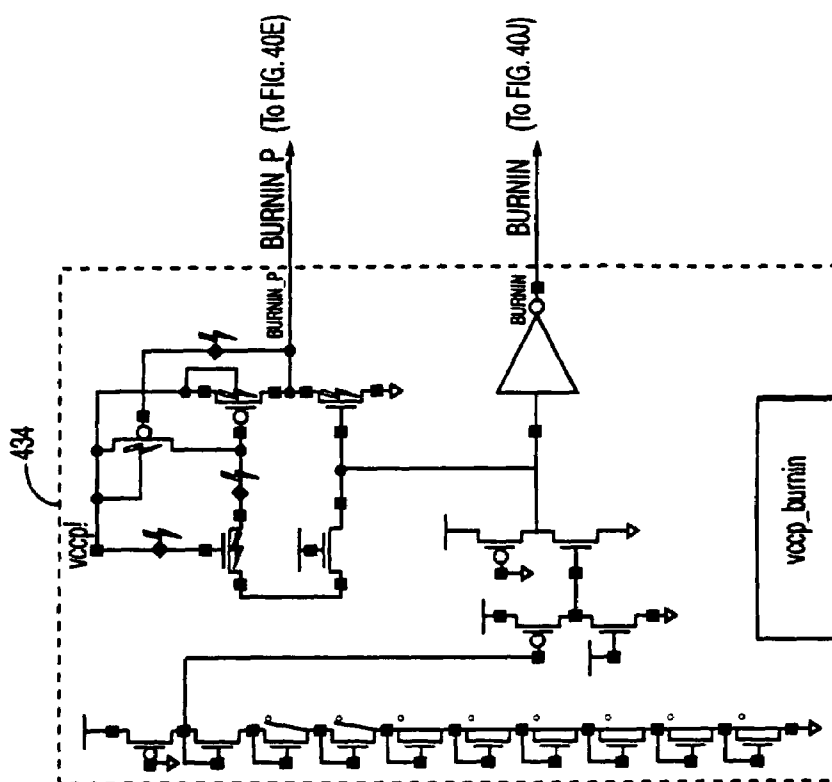 434
vccp!
BURNIN_P
BURNIN_P (To FIG. 40E)
BURNIN
BURNIN (To FIG. 40J)
vccp_burnin